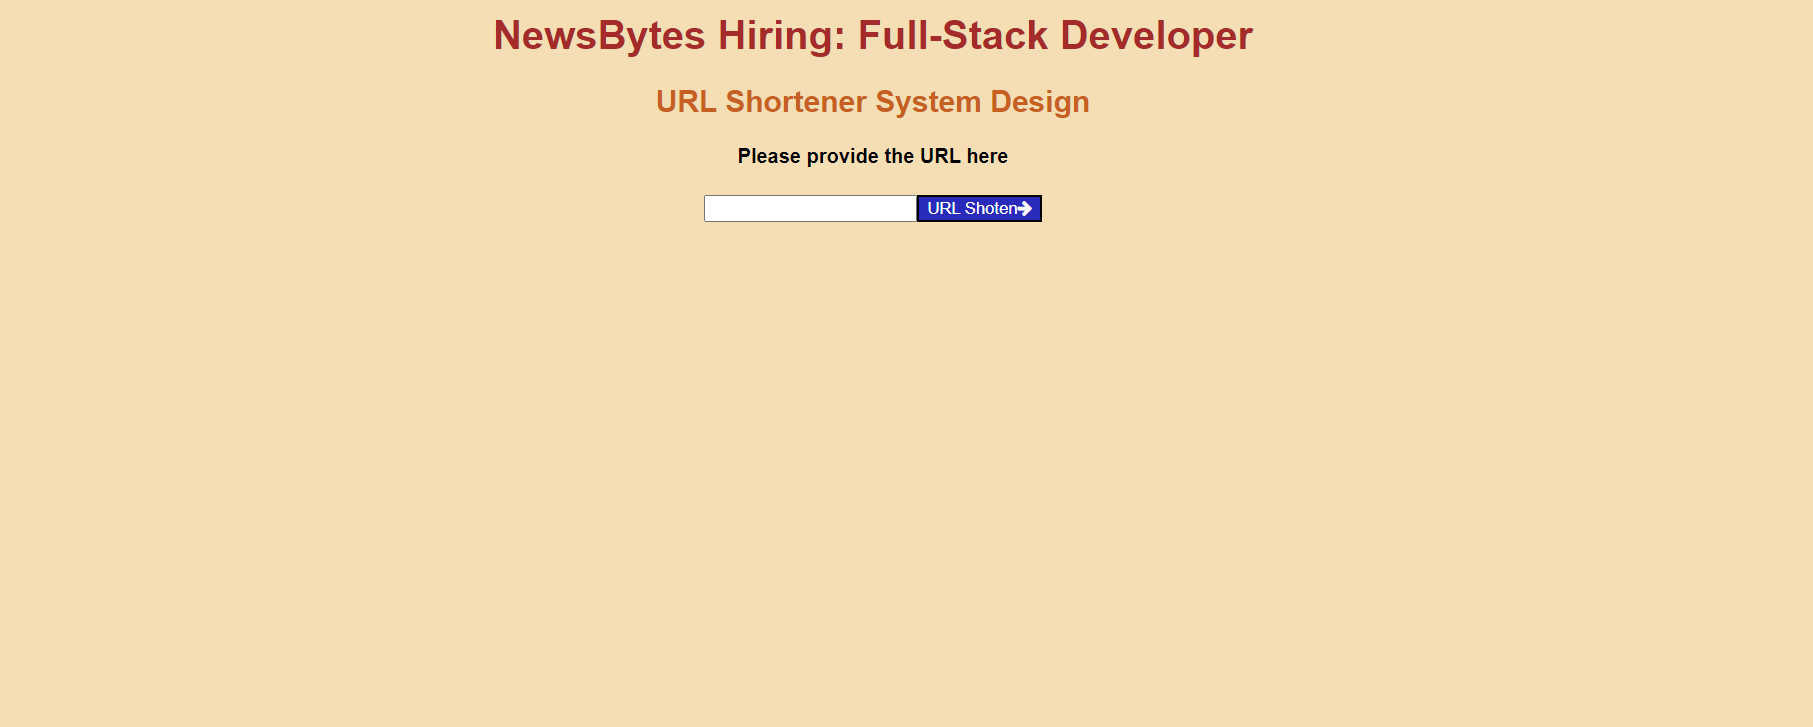 NewsBytes Hiring: Full-Stack Developer
URL Shortener System Design
Please provide the URL here
URL Shoten